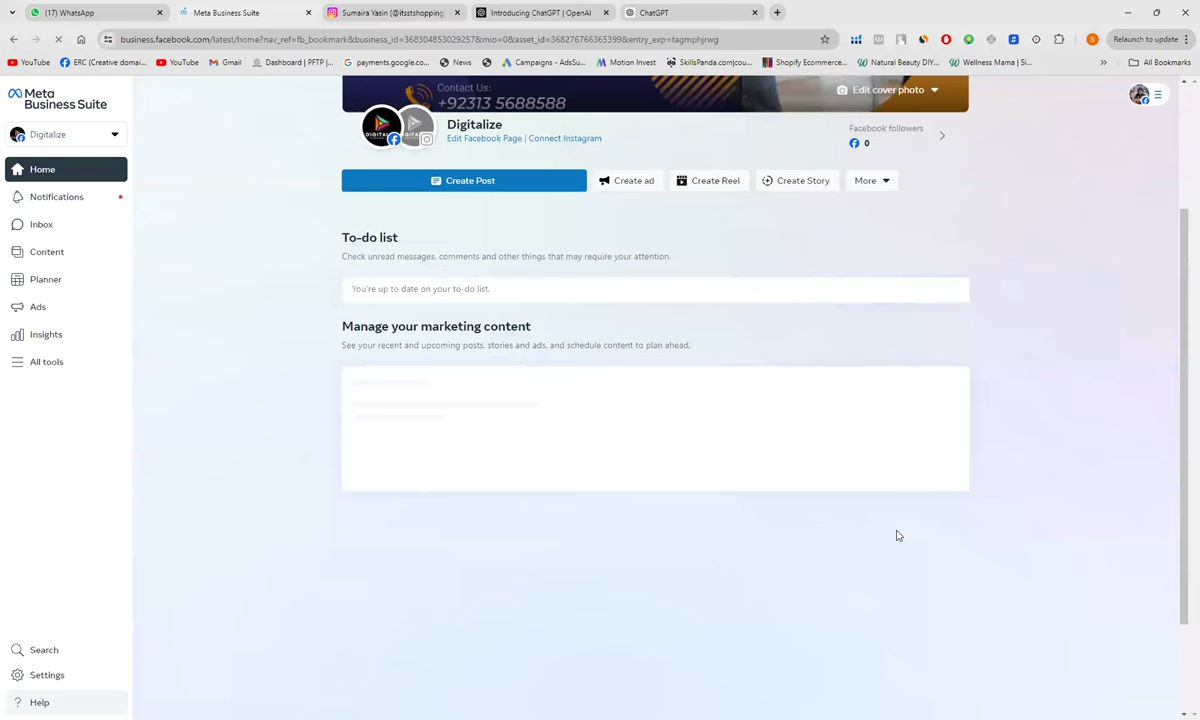 (17) WhatsApp
Meta Business Suite
Sumaira Yasin (@itsstshopping
Introducing ChatGPT | OpenAI
ChatGPT
business.facebook.com/latest/home?nav_ref=fb_bookmark&business_id=368304853029257&mio=0&asset_id=368276766365399&entry_exp=tagmphjrwg
S
Relaunch to update
YouTube
ERC (Creative domai...
YouTube
Gmail
Dashboard | PFTP |...
payments.google.co...
News
Campaigns - AdsSu...
Motion Invest
SkillsPanda.com|cou...
Shopify Ecommerce...
Natural Beauty DIY...
Wellness Mama | Si...
»
All Bookmarks
Meta
Business Suite
Digitalize
Home
Notifications
Inbox
Content
Planner
Ads
Insights
All tools
Search
Settings
Help
Contact Us:
+92313 5688588
Edit cover photo
Digitalize
Edit Facebook Page | Connect Instagram
Facebook followers
0
Create Post
Create ad
Create Reel
Create Story
More
To-do list
Check unread messages, comments and other things that may require your attention.
You're up to date on your to-do list.
Manage your marketing content
See your recent and upcoming posts, stories and ads, and schedule content to plan ahead.